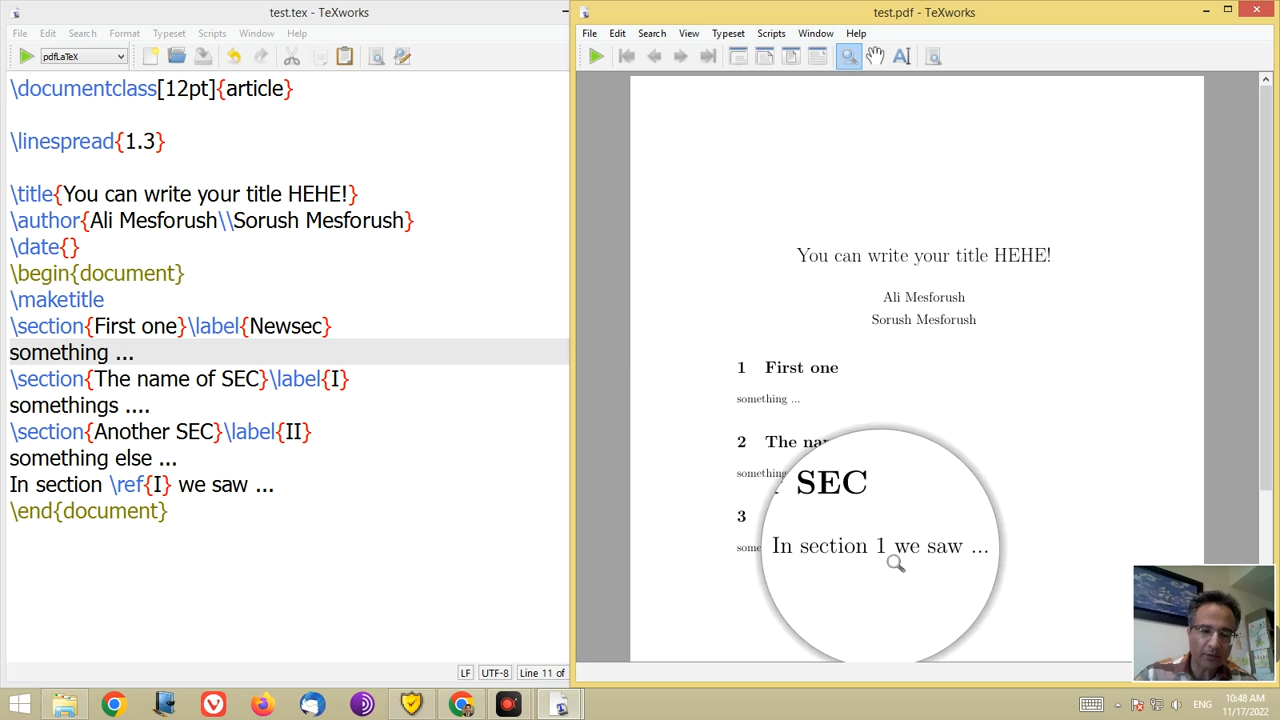 test.tex - TeXworks
File Edit Search Format Typeset Scripts Window Help
pdfLaTeX
\documentclass[12pt]{article}
\linespread{1.3}
\title{You can write your title HEHE!}
\author{Ali Mesforush\\Sorush Mesforush}
\date{}
\begin{document}
\maketitle
\section{First one}\label{Newsec}
something ...
\section{The name of SEC}\label{I}
somethings ....
\section{Another SEC}\label{II}
something else ...
In section \ref{I} we saw ...
\end{document}
LF UTF-8 Line 11 of
test.pdf - TeXworks
File Edit Search View Typeset Scripts Window Help
You can write your title HEHE!
Ali Mesforush
Sorush Mesforush
1 First one
something ...
2 The na
something
SEC
3
some
In section 1 we saw ...
ENG
10:48 AM
11/17/2022